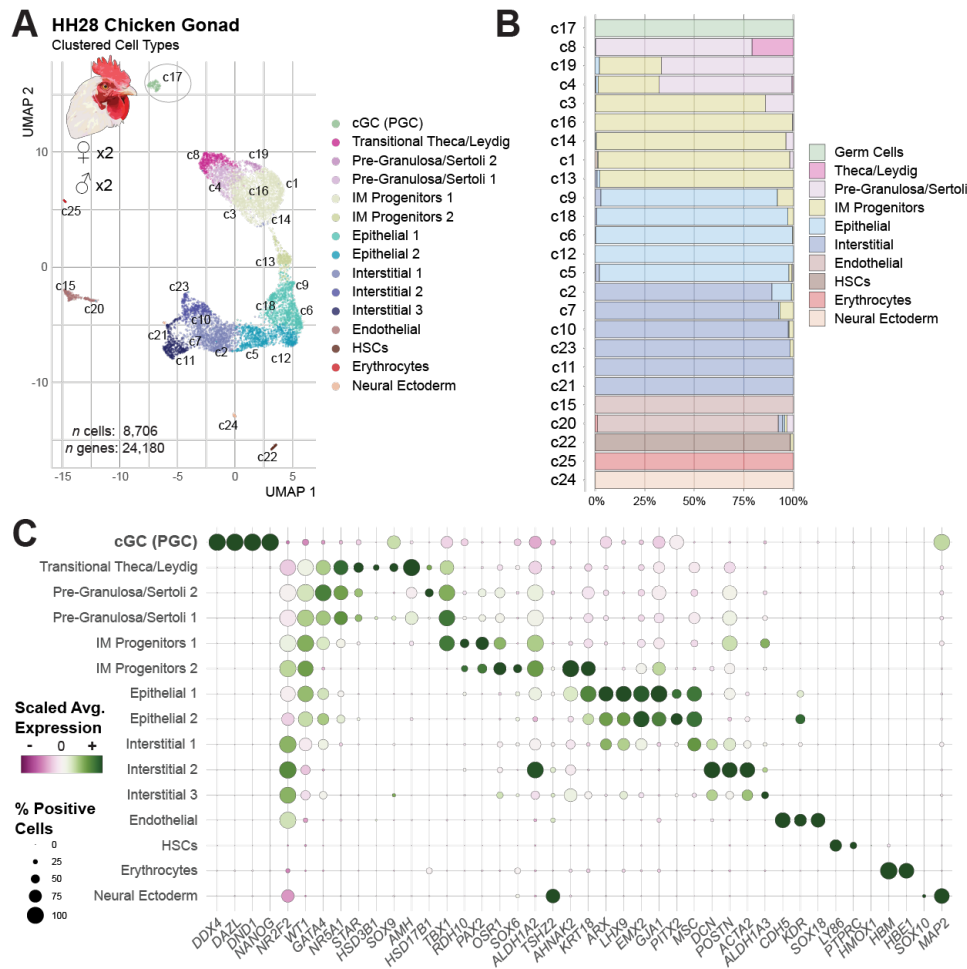 A
HH28 Chicken Gonad
Clustered Cell Types
UMAP 2
c17
♀ x2
♂ x2
10
0
-10
c8
c19
c4
c16
c1
c3
c14
c25
c13
c15
c20
c23
c9
c18
c6
c10
c21
c7
c11
c2
c5
c12
c24
c22
n cells: 8,706
n genes: 24,180
-15
-10
-5
0
5
UMAP 1
cGC (PGC)
Transitional Theca/Leydig
Pre-Granulosa/Sertoli 2
Pre-Granulosa/Sertoli 1
IM Progenitors 1
IM Progenitors 2
Epithelial 1
Epithelial 2
Interstitial 1
Interstitial 2
Interstitial 3
Endothelial
HSCs
Erythrocytes
Neural Ectoderm
B
c17
c8
c19
c4
c3
c16
c14
c1
c13
c9
c18
c6
c12
c5
c2
c7
c10
c23
c11
c21
c15
c20
c22
c25
c24
0%
25%
50%
75%
100%
Germ Cells
Theca/Leydig
Pre-Granulosa/Sertoli
IM Progenitors
Epithelial
Interstitial
Endothelial
HSCs
Erythrocytes
Neural Ectoderm
C
cGC (PGC)
Transitional Theca/Leydig
Pre-Granulosa/Sertoli 2
Pre-Granulosa/Sertoli 1
IM Progenitors 1
IM Progenitors 2
Epithelial 1
Epithelial 2
Interstitial 1
Interstitial 2
Interstitial 3
Endothelial
HSCs
Erythrocytes
Neural Ectoderm
Scaled Avg.
Expression
- 0 +
% Positive
Cells
0
25
50
75
100
DDX4
DAZL
DND1
NANOG
NR2F2
WT1
GATA4
NR5A1
STAR
HSD3B1
SOX9
AMH
HSD17B1
TBX1
RDH10
PAX2
OSR1
SOX6
ALDH1A2
TSHZ2
AHNAK2
KRT18
ARX
LHX9
EMX2
GJA1
PITX2
MSC
DCN
POSTN
ACTA2
ALDH1A3
CDH5
KDR
SOX18
LY86
PTPRC
HMOX1
HBM
HBE1
SOX10
MAP2